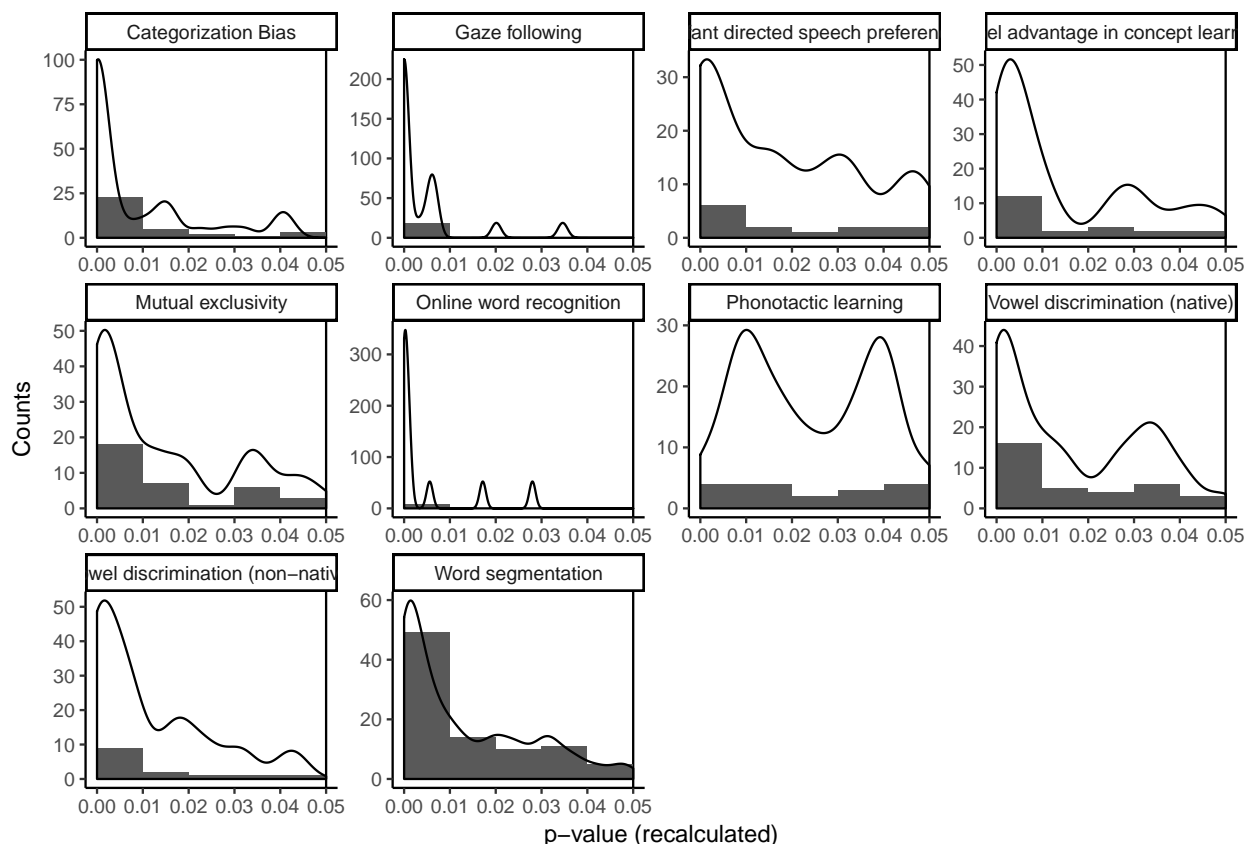 Categorization Bias
Gaze following
ant directed speech preferen
el advantage in concept learn
100
75
50
25
0
200
150
100
50
0
30
20
10
0
50
40
30
20
10
0
0.00 0.01 0.02 0.03 0.04 0.05
0.00 0.01 0.02 0.03 0.04 0.05
0.00 0.01 0.02 0.03 0.04 0.05
0.00 0.01 0.02 0.03 0.04 0.05
Mutual exclusivity
Online word recognition
Phonotactic learning
Vowel discrimination (native)
50
40
30
20
10
0
300
200
100
0
30
20
10
0
40
30
20
10
0
0.00 0.01 0.02 0.03 0.04 0.05
0.00 0.01 0.02 0.03 0.04 0.05
0.00 0.01 0.02 0.03 0.04 0.05
0.00 0.01 0.02 0.03 0.04 0.05
Counts
wel discrimination (non−nativ
Word segmentation
50
40
30
20
10
0
60
40
20
0
0.00 0.01 0.02 0.03 0.04 0.05
0.00 0.01 0.02 0.03 0.04 0.05
p−value (recalculated)